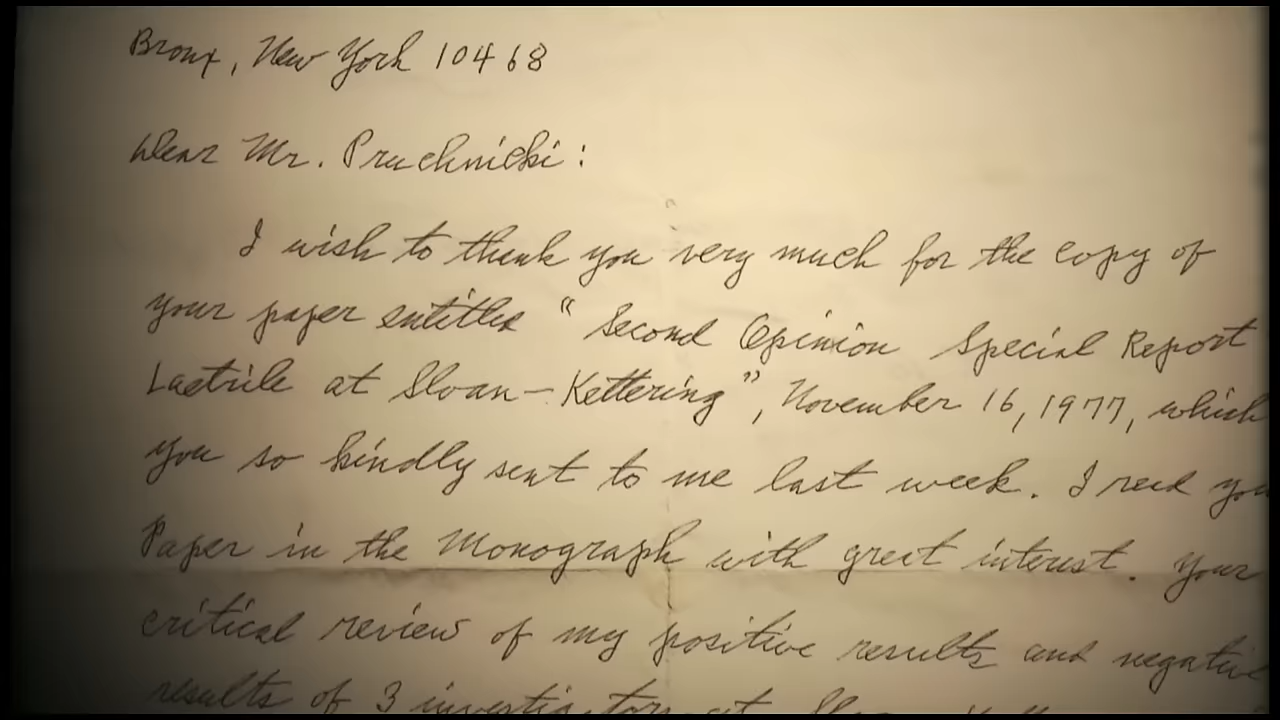 Bronx, New York 10468
Dear Mr. Pruchnicki:
I wish to thank you very much for the copy of
your paper entitled "Second Opinion Special Report
Laetrile at Sloan-Kettering", November 16, 1977, which
you so kindly sent to me last week. I read
Paper in the Monograph with great interest. Your
critical review of my positive results and negative
results of 3 investigators at